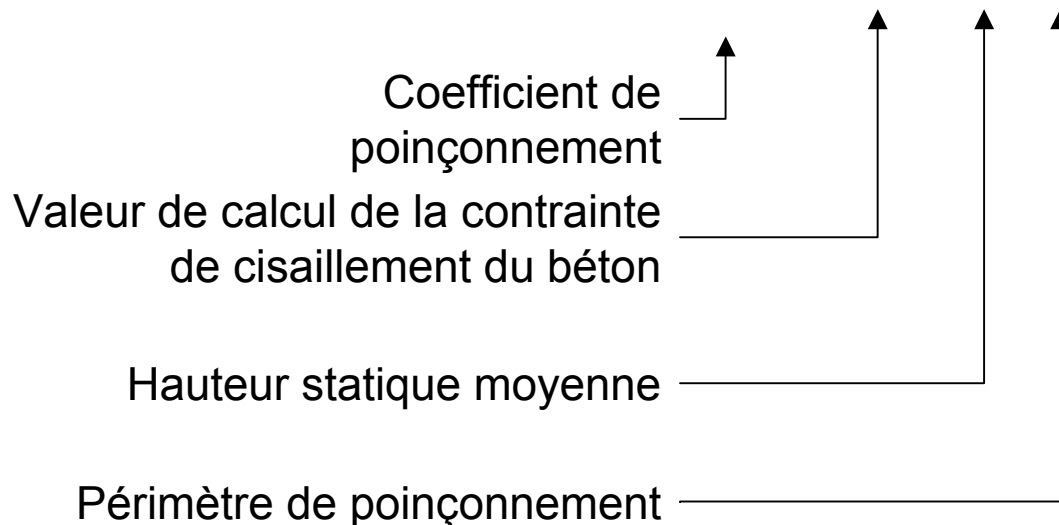 Coefficient de
poinçonnement
Valeur de calcul de la contrainte
de cisaillement du béton
Hauteur statique moyenne
Périmètre de poinçonnement